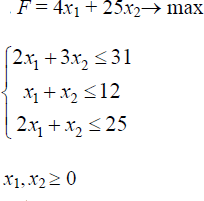 . F = 4x₁ + 25x₂ → max
2x₁ + 3x₂ ≤ 31
x₁ + x₂ ≤ 12
2x₁ + x₂ ≤ 25
x₁, x₂ ≥ 0